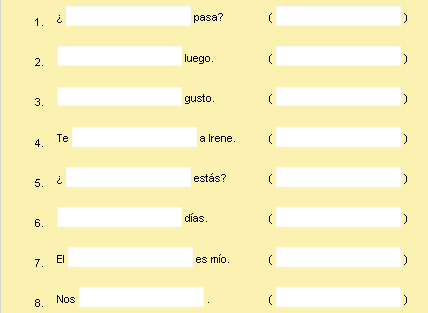 1. ¿ pasa? ( )
2. luego. ( )
3. gusto. ( )
4. Te a Irene. ( )
5. ¿ estás? ( )
6. días. ( )
7. El es mío. ( )
8. Nos . ( )